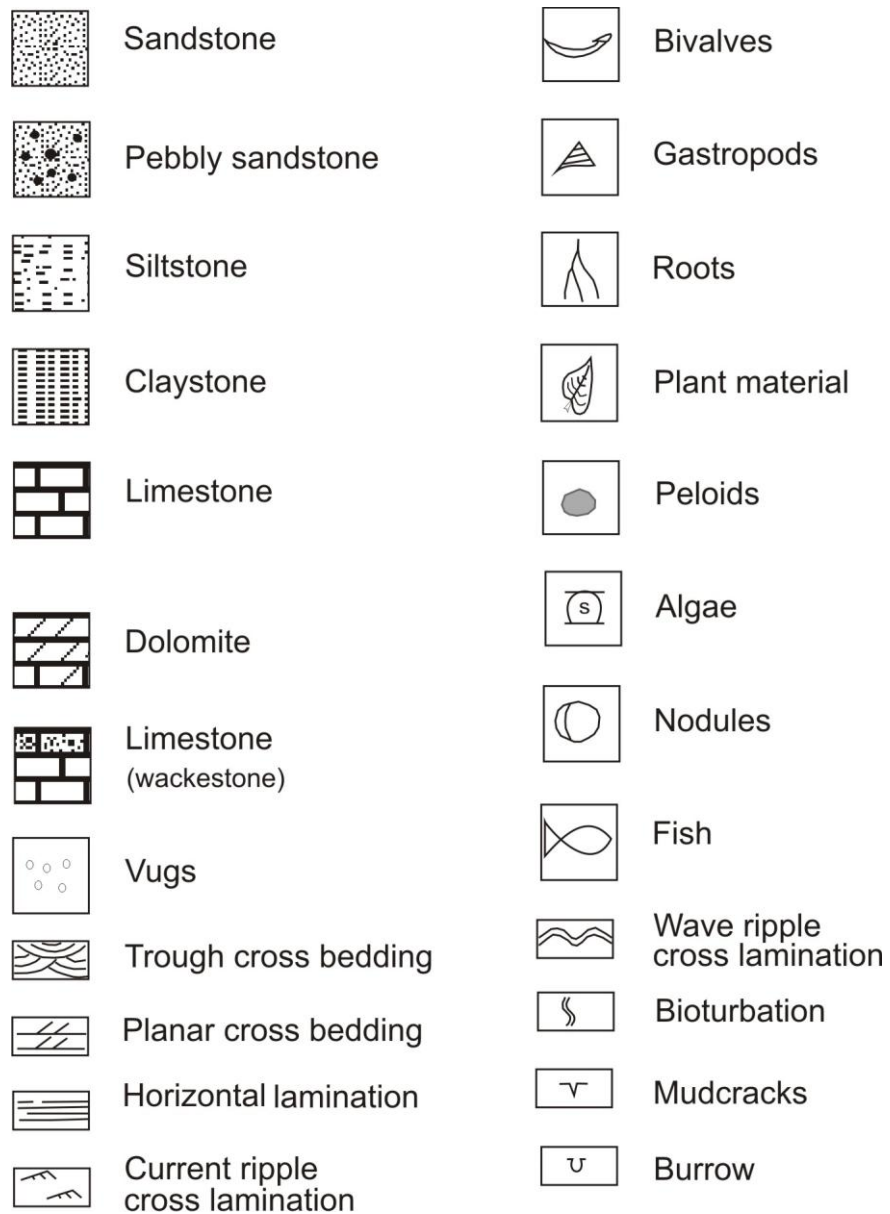 Sandstone
Pebbly sandstone
Siltstone
Claystone
Limestone
Dolomite
Limestone
(wackestone)
Vugs
Trough cross bedding
Planar cross bedding
Horizontal lamination
Current ripple
cross lamination
Bivalves
Gastropods
Roots
Plant material
Peloids
S
Algae
Nodules
Fish
Wave ripple
cross lamination
Bioturbation
Mudcracks
Burrow